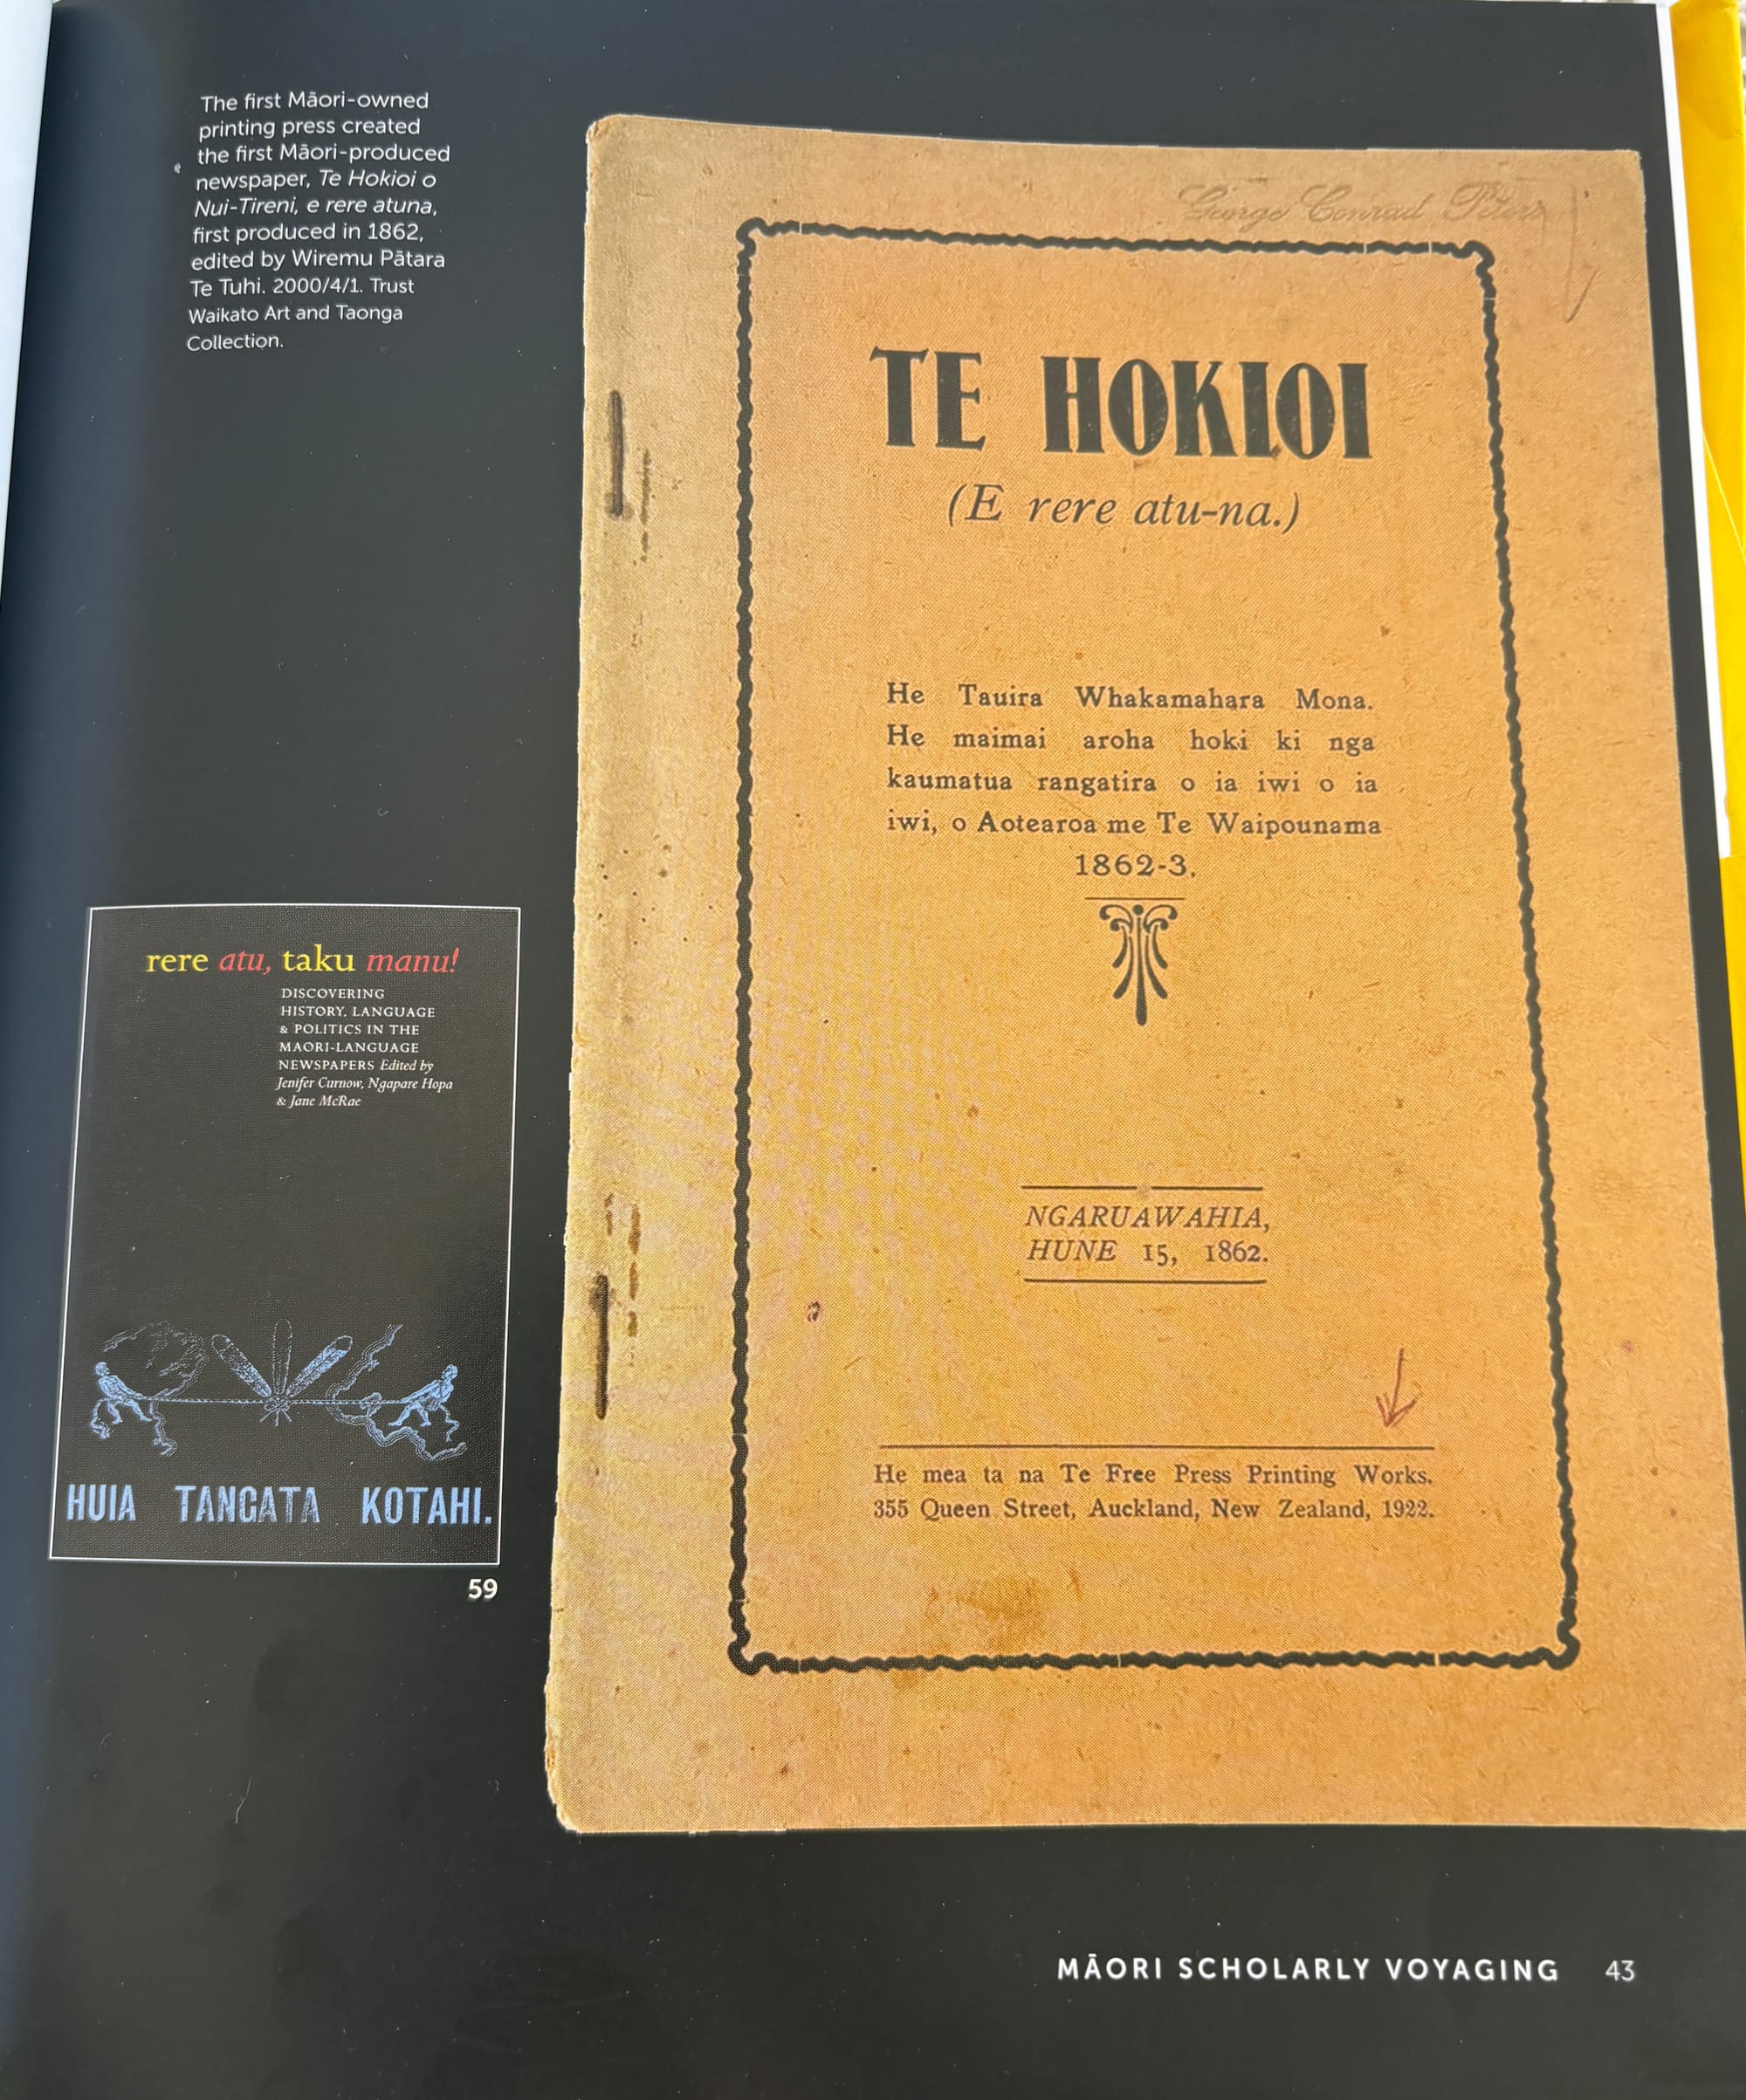 The first Māori-owned
printing press created
the first Māori-produced
newspaper, Te Hokioi o
Nui-Tireni, e rere atuna,
first produced in 1862,
edited by Wiremu Pātara
Te Tuhi. 2000/4/1. Trust
Waikato Art and Taonga
Collection.
rere atu, taku manu!
DISCOVERING
HISTORY, LANGUAGE
& POLITICS IN THE
MAORI-LANGUAGE
NEWSPAPERS Edited by
Jenifer Curnow, Ngapare Hopa
& Jane McRae
HUIA TANGATA KOTAHI.
59
George Conrad Peters
TE HOKIOI
(E rere atu-na.)
He Tauira Whakamahara Mona.
He maimai aroha hoki ki nga
kaumatua rangatira o ia iwi o ia
iwi, o Aotearoa me Te Waipounama
1862-3.
NGARUAWAHIA,
HUNE 15, 1862.
He mea ta na Te Free Press Printing Works.
355 Queen Street, Auckland, New Zealand, 1922.
MĀORI SCHOLARLY VOYAGING 43